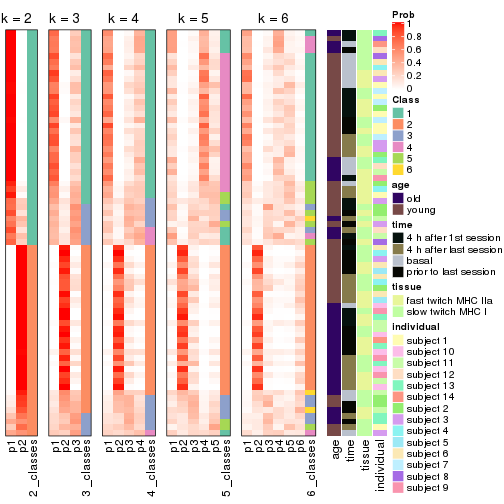 k = 2
k = 3
k = 4
k = 5
k = 6
p1
p2
2_classes
p1
p2
p3
3_classes
p1
p2
p3
p4
4_classes
p1
p2
p3
p4
p5
5_classes
p1
p2
p3
p4
p5
p6
6_classes
age
time
tissue
individual
Prob
1
0.8
0.6
0.4
0.2
0
Class
1
2
3
4
5
6
age
old
young
time
4 h after 1st session
4 h after last session
basal
prior to last session
tissue
fast twitch MHC IIa
slow twitch MHC I
individual
subject 1
subject 10
subject 11
subject 12
subject 13
subject 14
subject 2
subject 3
subject 4
subject 5
subject 6
subject 7
subject 8
subject 9